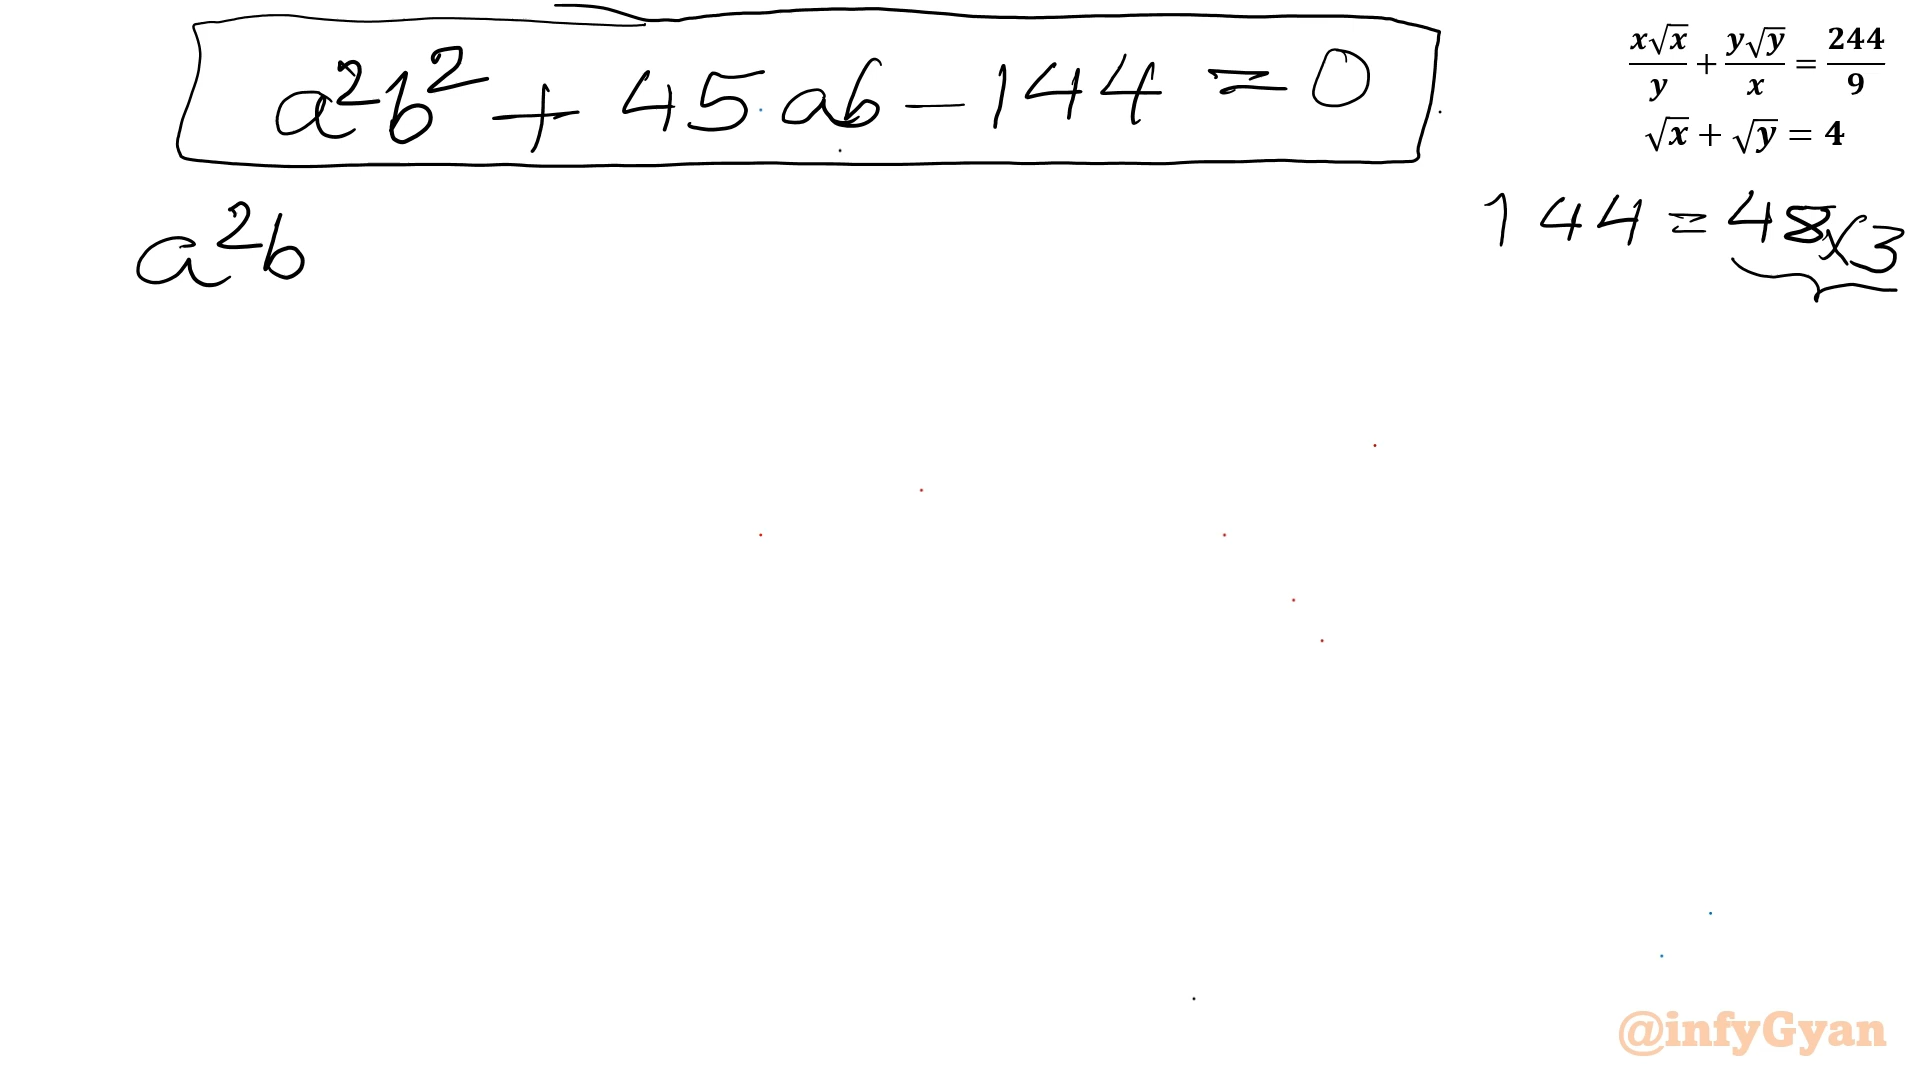 a²b² + 45ab - 144 = 0
x√x/y + y√y/x = 244/9
√x + √y = 4
144 = 48×3
a²b
@infyGyan